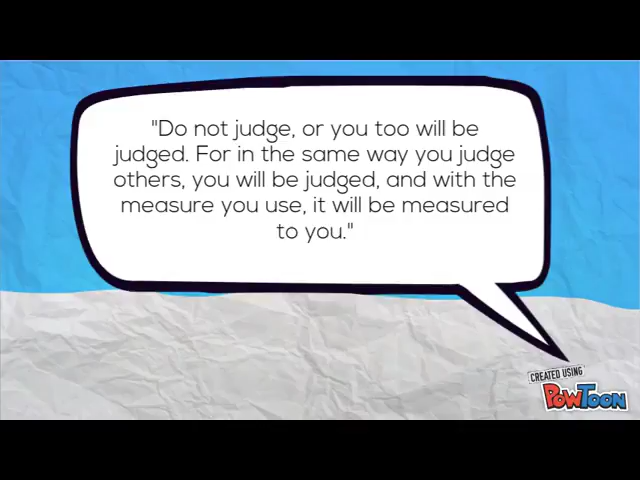 "Do not judge, or you too will be
judged. For in the same way you judge
others, you will be judged, and with the
measure you use, it will be measured
to you."
CREATED USING
POWTOON